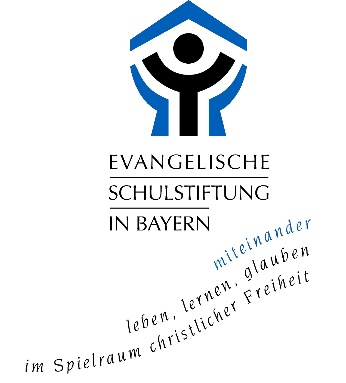 EVANGELISCHE
SCHULSTIFTUNG
IN BAYERN
miteinander
leben, lernen, glauben
im Spielraum christlicher Freiheit